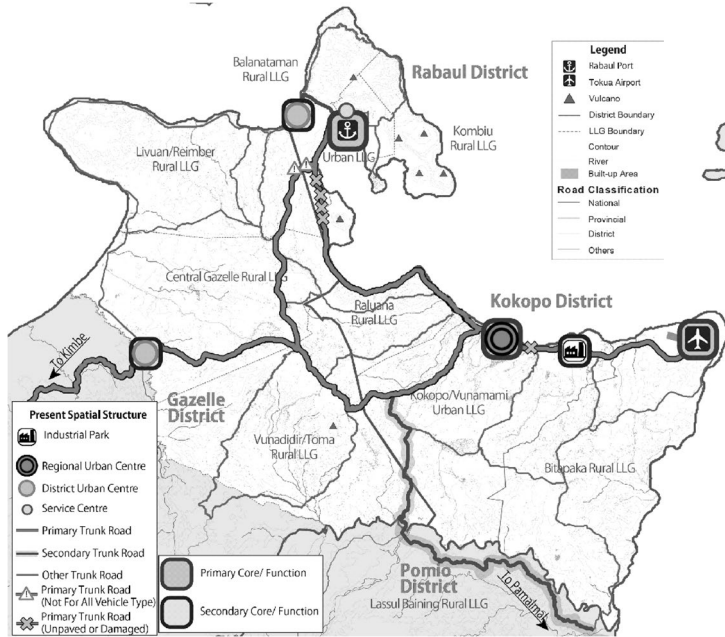 Balanataman
Rural LLG
Rabaul District
Livuan/Reimber
Rural LLG
Urban LLG
Kombiu
Rural LLG
Central Gazelle Rural LLG
Raluana
Rural LLG
Kokopo District
To Kimbe
Gazelle
District
Kokopo/Vunamami
Urban LLG
Vunadidir/Toma
Rural LLG
Bitapaka Rural LLG
Pomio
District
Lassul Baining Rural LLG
To Pamalmal
Legend
Rabaul Port
Tokua Airport
Vulcano
District Boundary
LLG Boundary
Contour
River
Built-up Area
Road Classification
National
Provincial
District
Others
Present Spatial Structure
Industrial Park
Regional Urban Centre
District Urban Centre
Service Centre
Primary Trunk Road
Secondary Trunk Road
Other Trunk Road
Primary Trunk Road
(Not For All Vehicle Type)
Primary Trunk Road
(Unpaved or Damaged)
Primary Core/ Function
Secondary Core/ Function